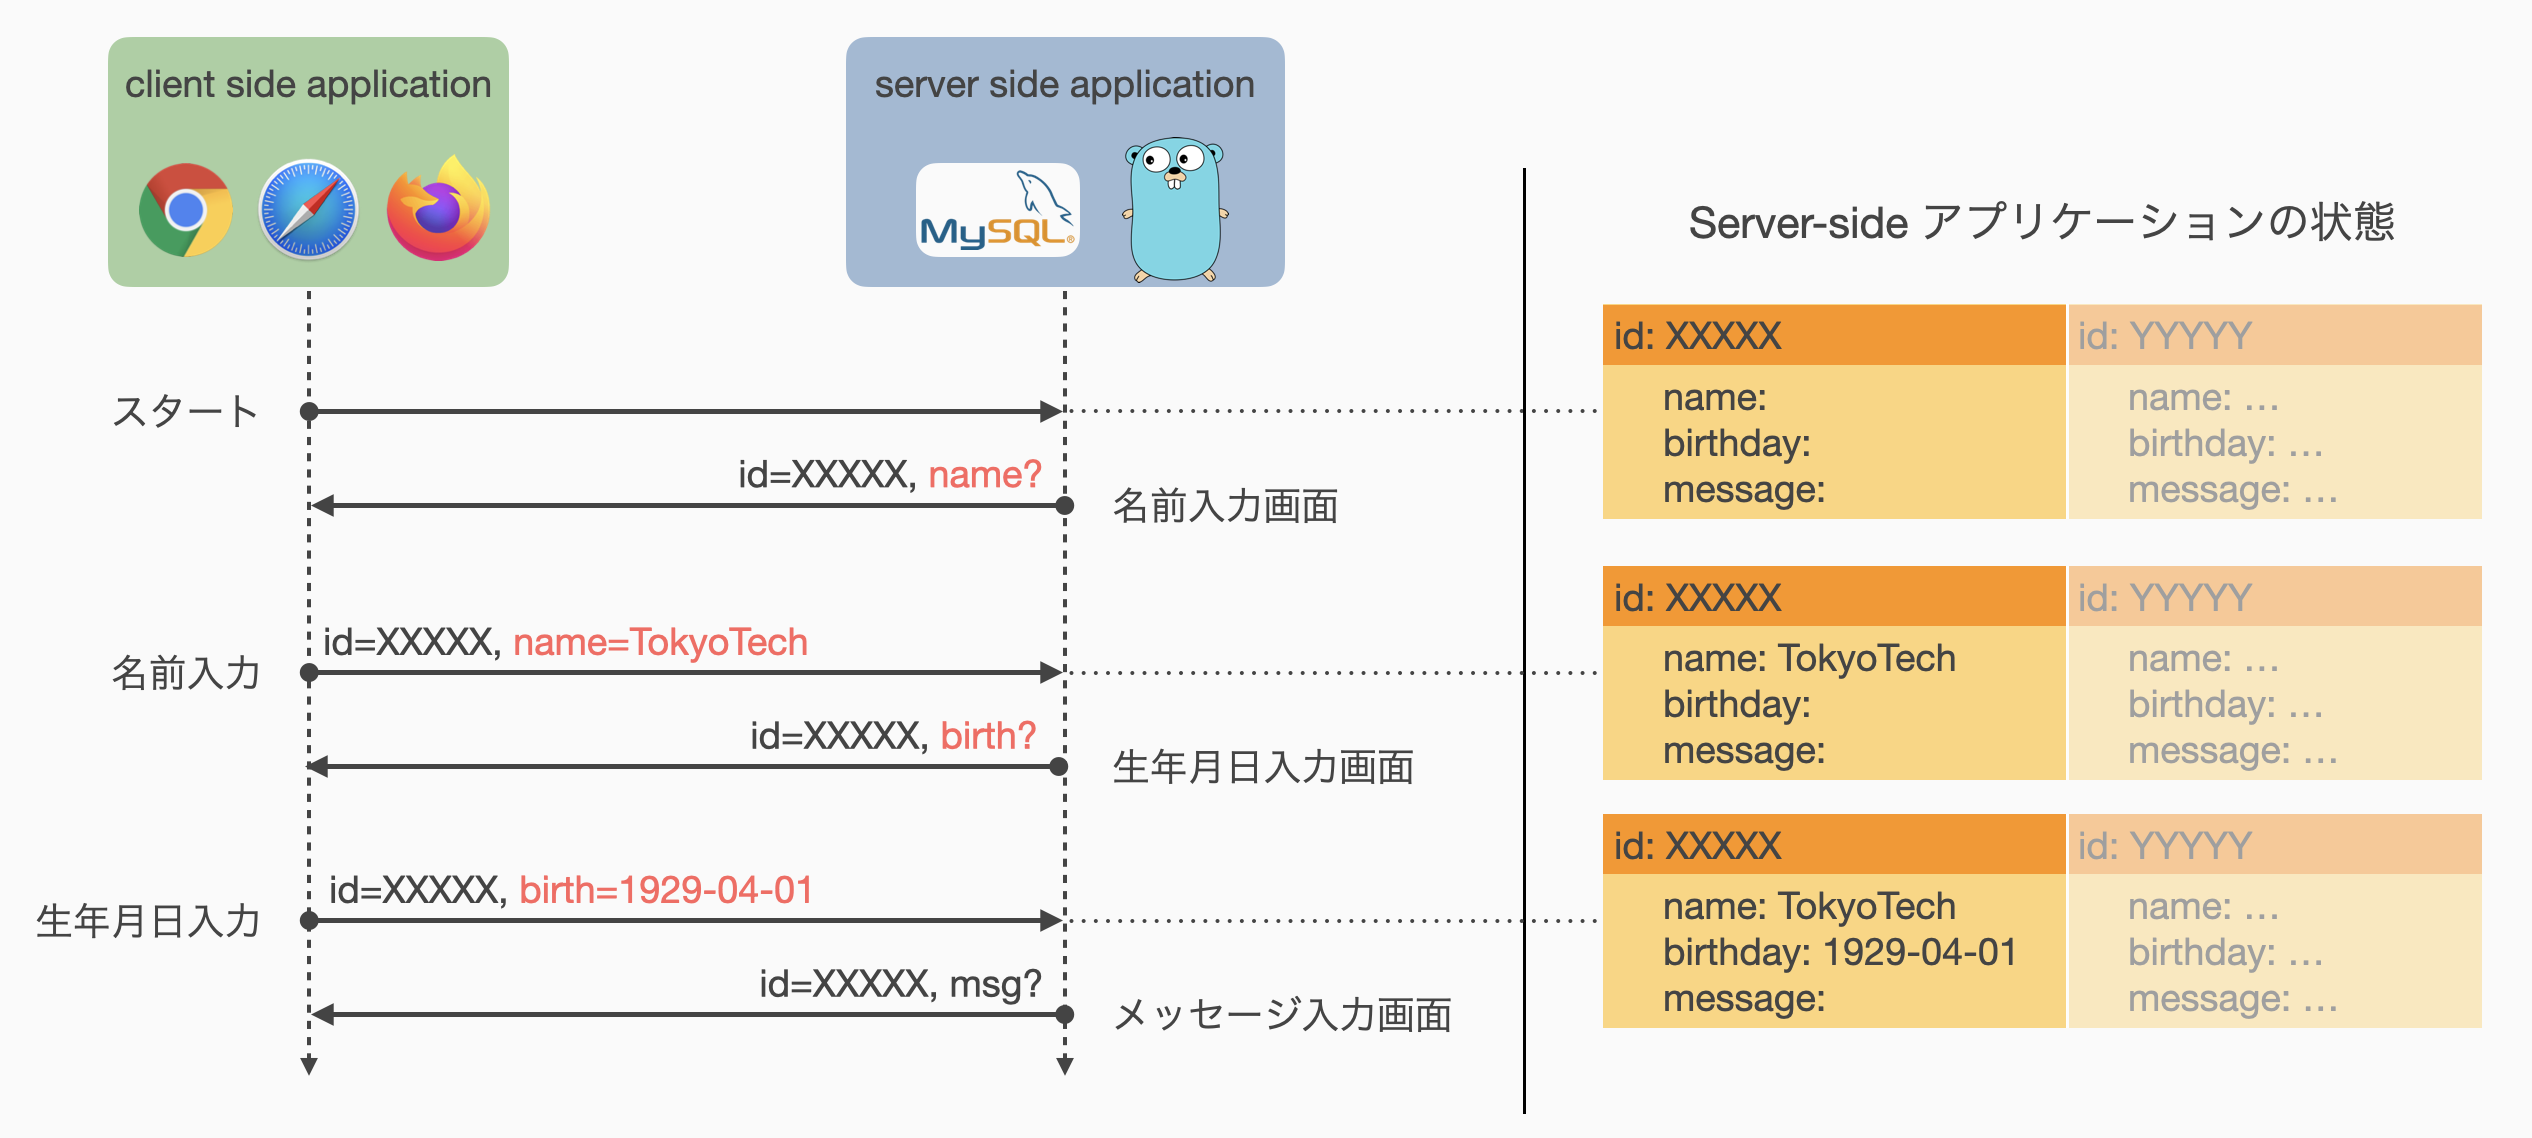 client side application
server side application
MySQL®
Server-side アプリケーションの状態
スタート
id=XXXXX, name?
名前入力画面
id: XXXXX
name:
birthday:
message:
id: YYYYY
name: …
birthday: …
message: …
名前入力
id=XXXXX, name=TokyoTech
id=XXXXX, birth?
生年月日入力画面
id: XXXXX
name: TokyoTech
birthday:
message:
id: YYYYY
name: …
birthday: …
message: …
生年月日入力
id=XXXXX, birth=1929-04-01
id=XXXXX, msg?
メッセージ入力画面
id: XXXXX
name: TokyoTech
birthday: 1929-04-01
message:
id: YYYYY
name: …
birthday: …
message: …